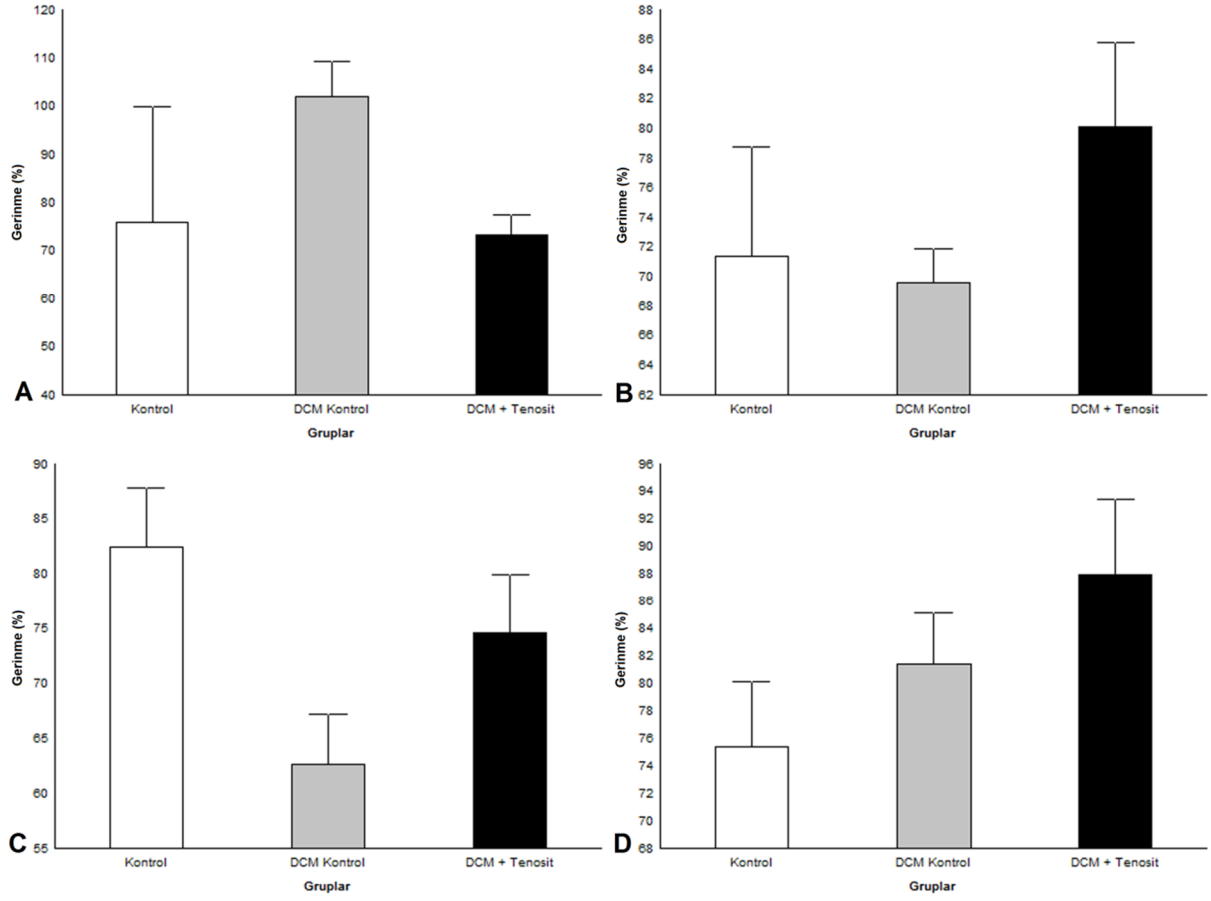 120
110
100
90
80
70
60
50
40
Gerinme (%)
A
Kontrol DCM Kontrol DCM + Tenosit
Gruplar
88
86
84
82
80
78
76
74
72
70
68
66
64
62
Gerinme (%)
B
Kontrol DCM Kontrol DCM + Tenosit
Gruplar
90
85
80
75
70
65
60
55
Gerinme (%)
C
Kontrol DCM Kontrol DCM + Tenosit
Gruplar
96
94
92
90
88
86
84
82
80
78
76
74
72
70
68
Gerinme (%)
D
Kontrol DCM Kontrol DCM + Tenosit
Gruplar